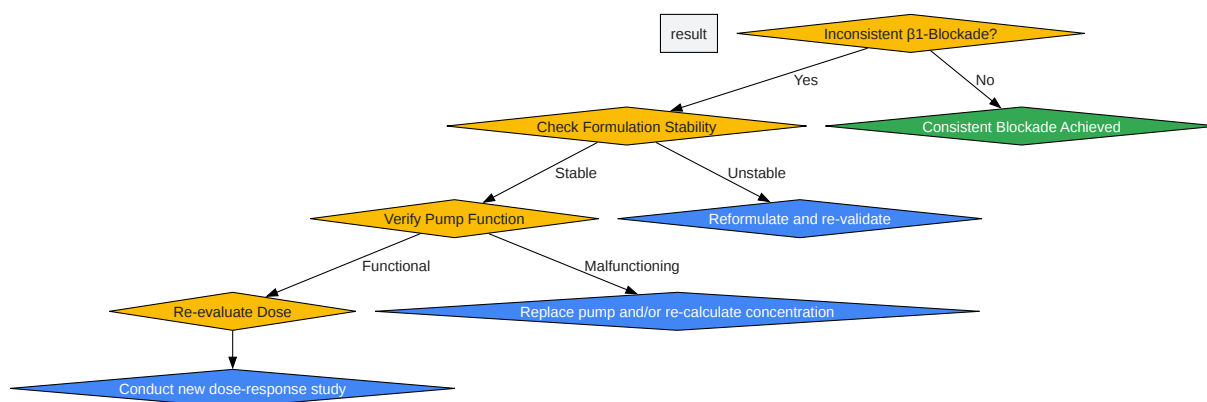 result
Inconsistent β1-Blockade?
Yes
No
Check Formulation Stability
Consistent Blockade Achieved
Stable
Unstable
Verify Pump Function
Reformulate and re-validate
Functional
Malfunctioning
Re-evaluate Dose
Replace pump and/or re-calculate concentration
Conduct new dose-response study